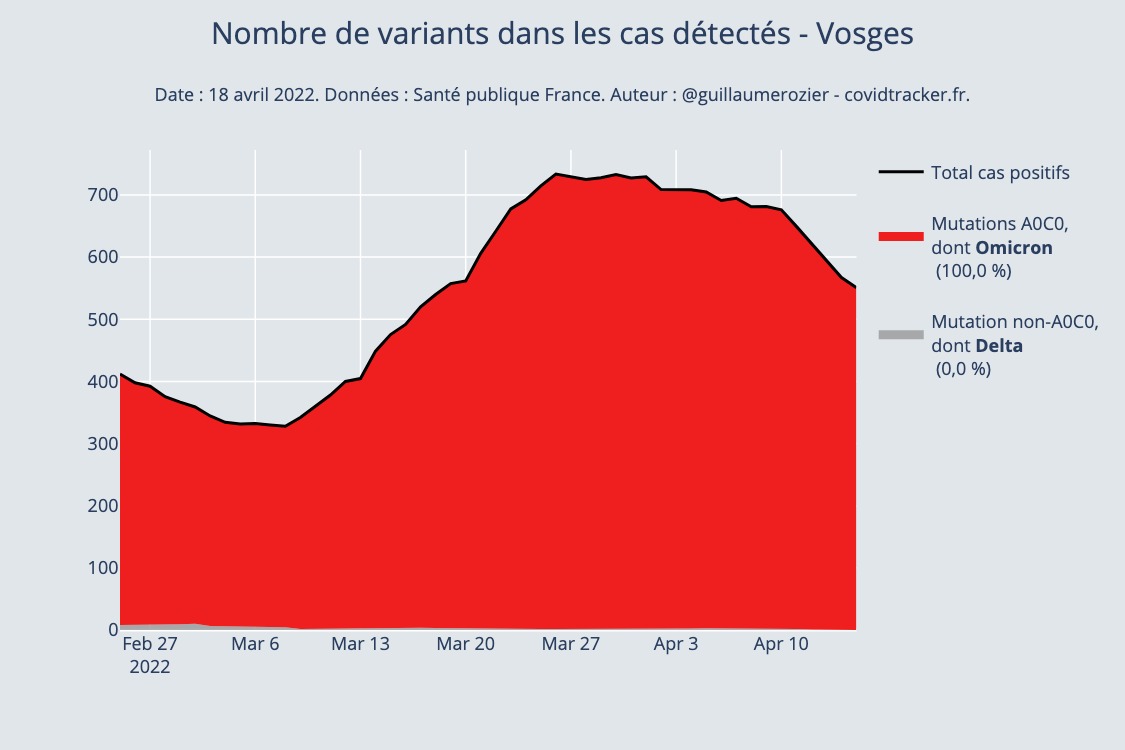 Nombre de variants dans les cas détectés - Vosges
Date : 18 avril 2022. Données : Santé publique France. Auteur : @guillaumerozier - covidtracker.fr.
Total cas positifs
Mutations A0C0,
dont Omicron
(100,0 %)
Mutation non-A0C0,
dont Delta
(0,0 %)
700
600
500
400
300
200
100
0
Feb 27
2022
Mar 6
Mar 13
Mar 20
Mar 27
Apr 3
Apr 10